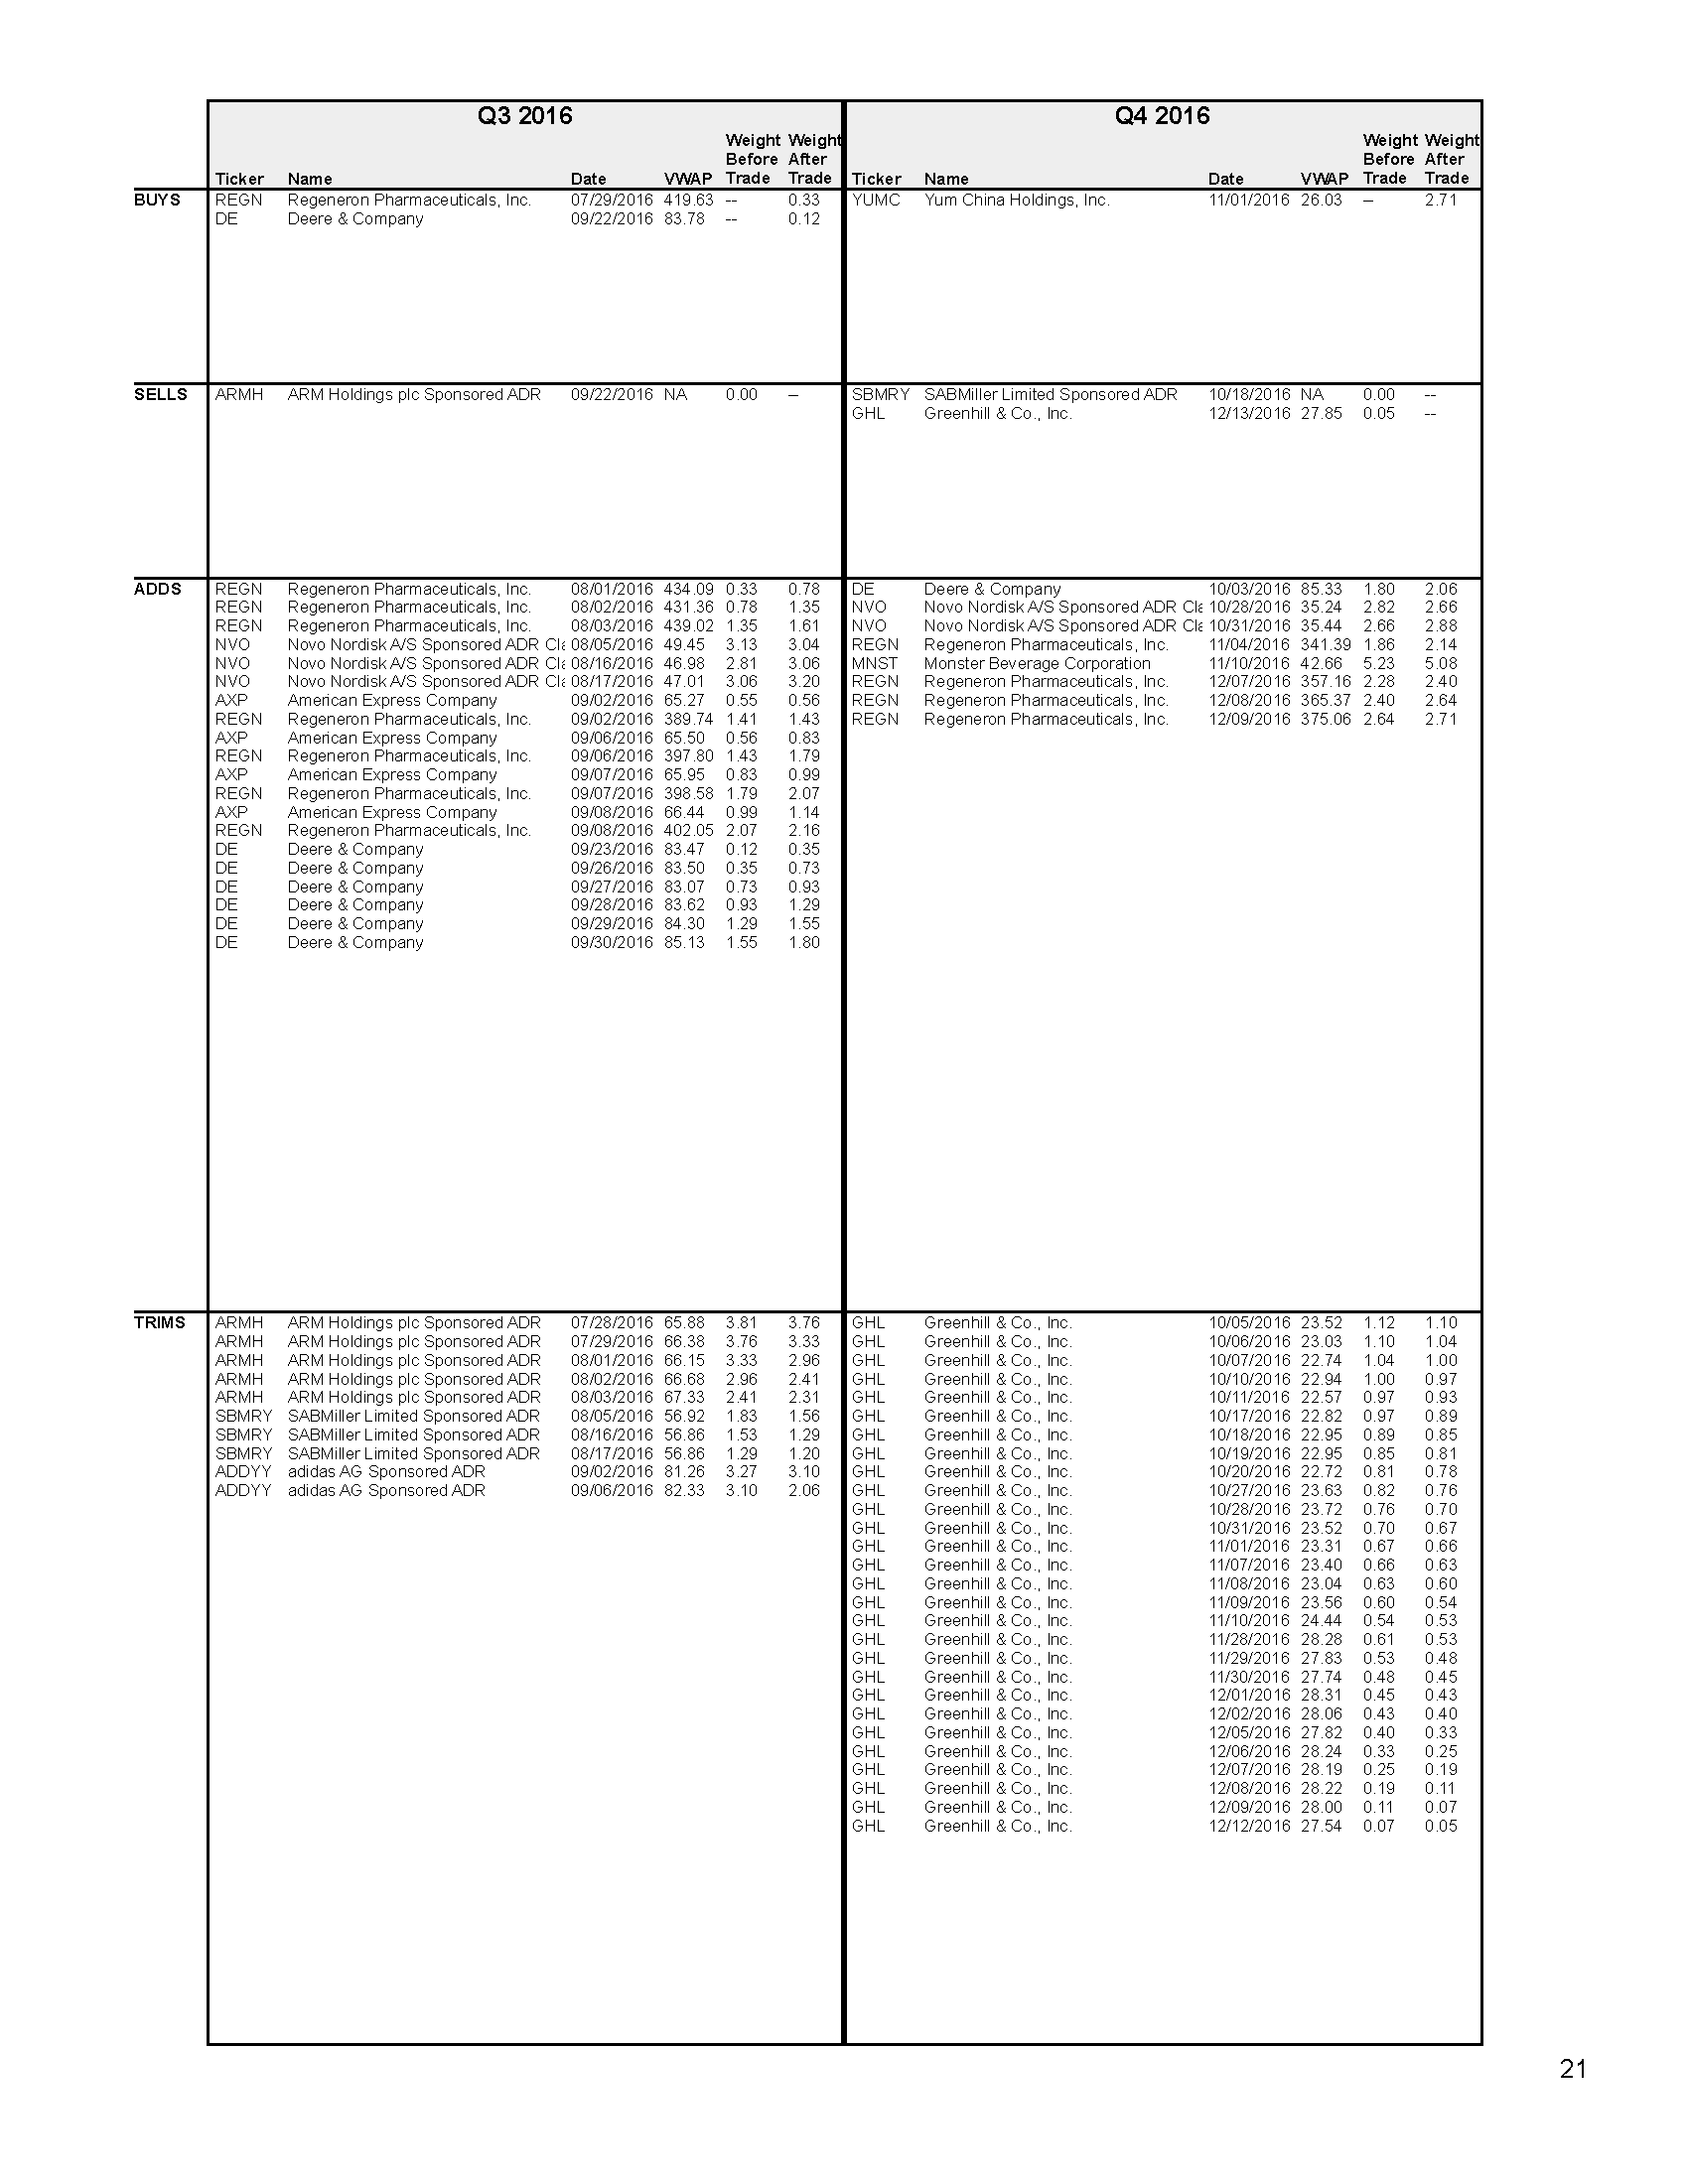 Q3 2016
Q4 2016
Ticker Name Date VWAP Weight Before Trade Weight After Trade Ticker Name Date VWAP Weight Before Trade Weight After Trade
BUYS REGN Regeneron Pharmaceuticals, Inc. 07/29/2016 419.63 -- 0.33 YUMC Yum China Holdings, Inc. 11/01/2016 26.03 – 2.71
DE Deere & Company 09/22/2016 83.78 -- 0.12
SELLS ARMH ARM Holdings plc Sponsored ADR 09/22/2016 NA 0.00 – SBMRY SABMiller Limited Sponsored ADR 10/18/2016 NA 0.00 --
GHL Greenhill & Co., Inc. 12/13/2016 27.85 0.05 --
ADDS REGN Regeneron Pharmaceuticals, Inc. 08/01/2016 434.09 0.33 0.78 DE Deere & Company 10/03/2016 85.33 1.80 2.06
REGN Regeneron Pharmaceuticals, Inc. 08/02/2016 431.36 0.78 1.35 NVO Novo Nordisk A/S Sponsored ADR Cla 10/28/2016 35.24 2.82 2.66
REGN Regeneron Pharmaceuticals, Inc. 08/03/2016 439.02 1.35 1.61 NVO Novo Nordisk A/S Sponsored ADR Cla 10/31/2016 35.44 2.66 2.88
NVO Novo Nordisk A/S Sponsored ADR Cla 08/05/2016 49.45 3.13 3.04 REGN Regeneron Pharmaceuticals, Inc. 11/04/2016 341.39 1.86 2.14
NVO Novo Nordisk A/S Sponsored ADR Cla 08/16/2016 46.98 2.81 3.06 MNST Monster Beverage Corporation 11/10/2016 42.66 5.23 5.08
NVO Novo Nordisk A/S Sponsored ADR Cla 08/17/2016 47.01 3.06 3.20 REGN Regeneron Pharmaceuticals, Inc. 12/07/2016 357.16 2.28 2.40
AXP American Express Company 09/02/2016 65.27 0.55 0.56 REGN Regeneron Pharmaceuticals, Inc. 12/08/2016 365.37 2.40 2.64
REGN Regeneron Pharmaceuticals, Inc. 09/02/2016 389.74 1.41 1.43 REGN Regeneron Pharmaceuticals, Inc. 12/09/2016 375.06 2.64 2.71
AXP American Express Company 09/06/2016 65.50 0.56 0.83
REGN Regeneron Pharmaceuticals, Inc. 09/06/2016 397.80 1.43 1.79
AXP American Express Company 09/07/2016 65.95 0.83 0.99
REGN Regeneron Pharmaceuticals, Inc. 09/07/2016 398.58 1.79 2.07
AXP American Express Company 09/08/2016 66.44 0.99 1.14
REGN Regeneron Pharmaceuticals, Inc. 09/08/2016 402.05 2.07 2.16
DE Deere & Company 09/23/2016 83.47 0.12 0.35
DE Deere & Company 09/26/2016 83.50 0.35 0.73
DE Deere & Company 09/27/2016 83.07 0.73 0.93
DE Deere & Company 09/28/2016 83.62 0.93 1.29
DE Deere & Company 09/29/2016 84.30 1.29 1.55
DE Deere & Company 09/30/2016 85.13 1.55 1.80
TRIMS ARMH ARM Holdings plc Sponsored ADR 07/28/2016 65.88 3.81 3.76 GHL Greenhill & Co., Inc. 10/05/2016 23.52 1.12 1.10
ARMH ARM Holdings plc Sponsored ADR 07/29/2016 66.38 3.76 3.33 GHL Greenhill & Co., Inc. 10/06/2016 23.03 1.10 1.04
ARMH ARM Holdings plc Sponsored ADR 08/01/2016 66.15 3.33 2.96 GHL Greenhill & Co., Inc. 10/07/2016 22.74 1.04 1.00
ARMH ARM Holdings plc Sponsored ADR 08/02/2016 66.68 2.96 2.41 GHL Greenhill & Co., Inc. 10/10/2016 22.94 1.00 0.97
ARMH ARM Holdings plc Sponsored ADR 08/03/2016 67.33 2.41 2.31 GHL Greenhill & Co., Inc. 10/11/2016 22.57 0.97 0.93
SBMRY SABMiller Limited Sponsored ADR 08/05/2016 56.92 1.83 1.56 GHL Greenhill & Co., Inc. 10/17/2016 22.82 0.97 0.89
SBMRY SABMiller Limited Sponsored ADR 08/16/2016 56.86 1.53 1.29 GHL Greenhill & Co., Inc. 10/18/2016 22.95 0.89 0.85
SBMRY SABMiller Limited Sponsored ADR 08/17/2016 56.86 1.29 1.20 GHL Greenhill & Co., Inc. 10/19/2016 22.95 0.85 0.81
ADDYY adidas AG Sponsored ADR 09/02/2016 81.26 3.27 3.10 GHL Greenhill & Co., Inc. 10/20/2016 22.72 0.81 0.78
ADDYY adidas AG Sponsored ADR 09/06/2016 82.33 3.10 2.06 GHL Greenhill & Co., Inc. 10/27/2016 23.63 0.82 0.76
GHL Greenhill & Co., Inc. 10/28/2016 23.72 0.76 0.70
GHL Greenhill & Co., Inc. 10/31/2016 23.52 0.70 0.67
GHL Greenhill & Co., Inc. 11/01/2016 23.31 0.67 0.66
GHL Greenhill & Co., Inc. 11/07/2016 23.40 0.66 0.63
GHL Greenhill & Co., Inc. 11/08/2016 23.04 0.63 0.60
GHL Greenhill & Co., Inc. 11/09/2016 23.56 0.60 0.54
GHL Greenhill & Co., Inc. 11/10/2016 24.44 0.54 0.53
GHL Greenhill & Co., Inc. 11/28/2016 28.28 0.61 0.53
GHL Greenhill & Co., Inc. 11/29/2016 27.83 0.53 0.48
GHL Greenhill & Co., Inc. 11/30/2016 27.74 0.48 0.45
GHL Greenhill & Co., Inc. 12/01/2016 28.31 0.45 0.43
GHL Greenhill & Co., Inc. 12/02/2016 28.06 0.43 0.40
GHL Greenhill & Co., Inc. 12/05/2016 27.82 0.40 0.33
GHL Greenhill & Co., Inc. 12/06/2016 28.24 0.33 0.25
GHL Greenhill & Co., Inc. 12/07/2016 28.19 0.25 0.19
GHL Greenhill & Co., Inc. 12/08/2016 28.22 0.19 0.11
GHL Greenhill & Co., Inc. 12/09/2016 28.00 0.11 0.07
GHL Greenhill & Co., Inc. 12/12/2016 27.54 0.07 0.05
21